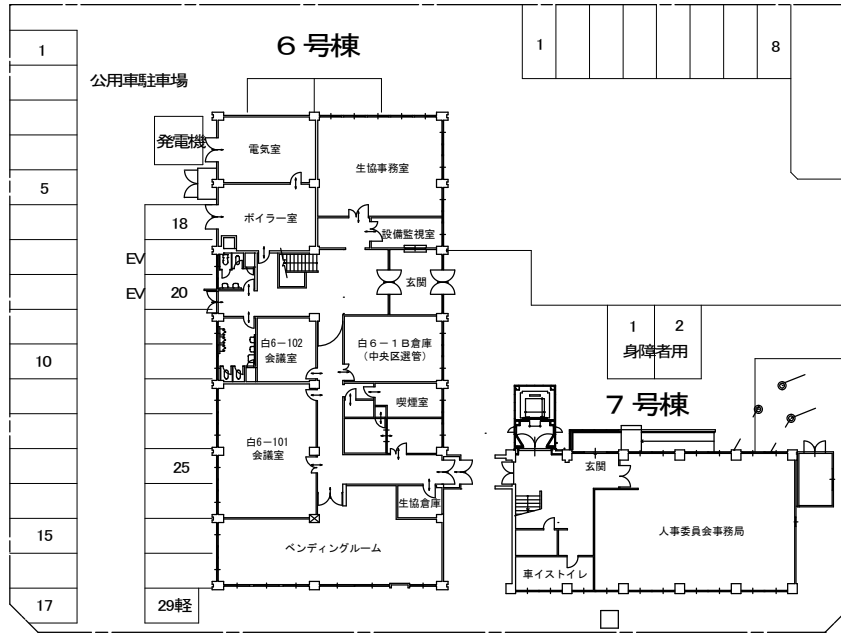 ６号棟
1
8
1
公用車駐車場
発電機
電気室
生協事務室
5
18
ボイラー室
設備監視室
EV
玄関
EV
20
1
2
身障者用
白6－102
会議室
白６－１Ｂ倉庫
（中央区選管）
10
喫煙室
７号棟
白6－101
会議室
25
玄関
生協倉庫
人事委員会事務局
15
ベンディングルーム
車イストイレ
17
29軽